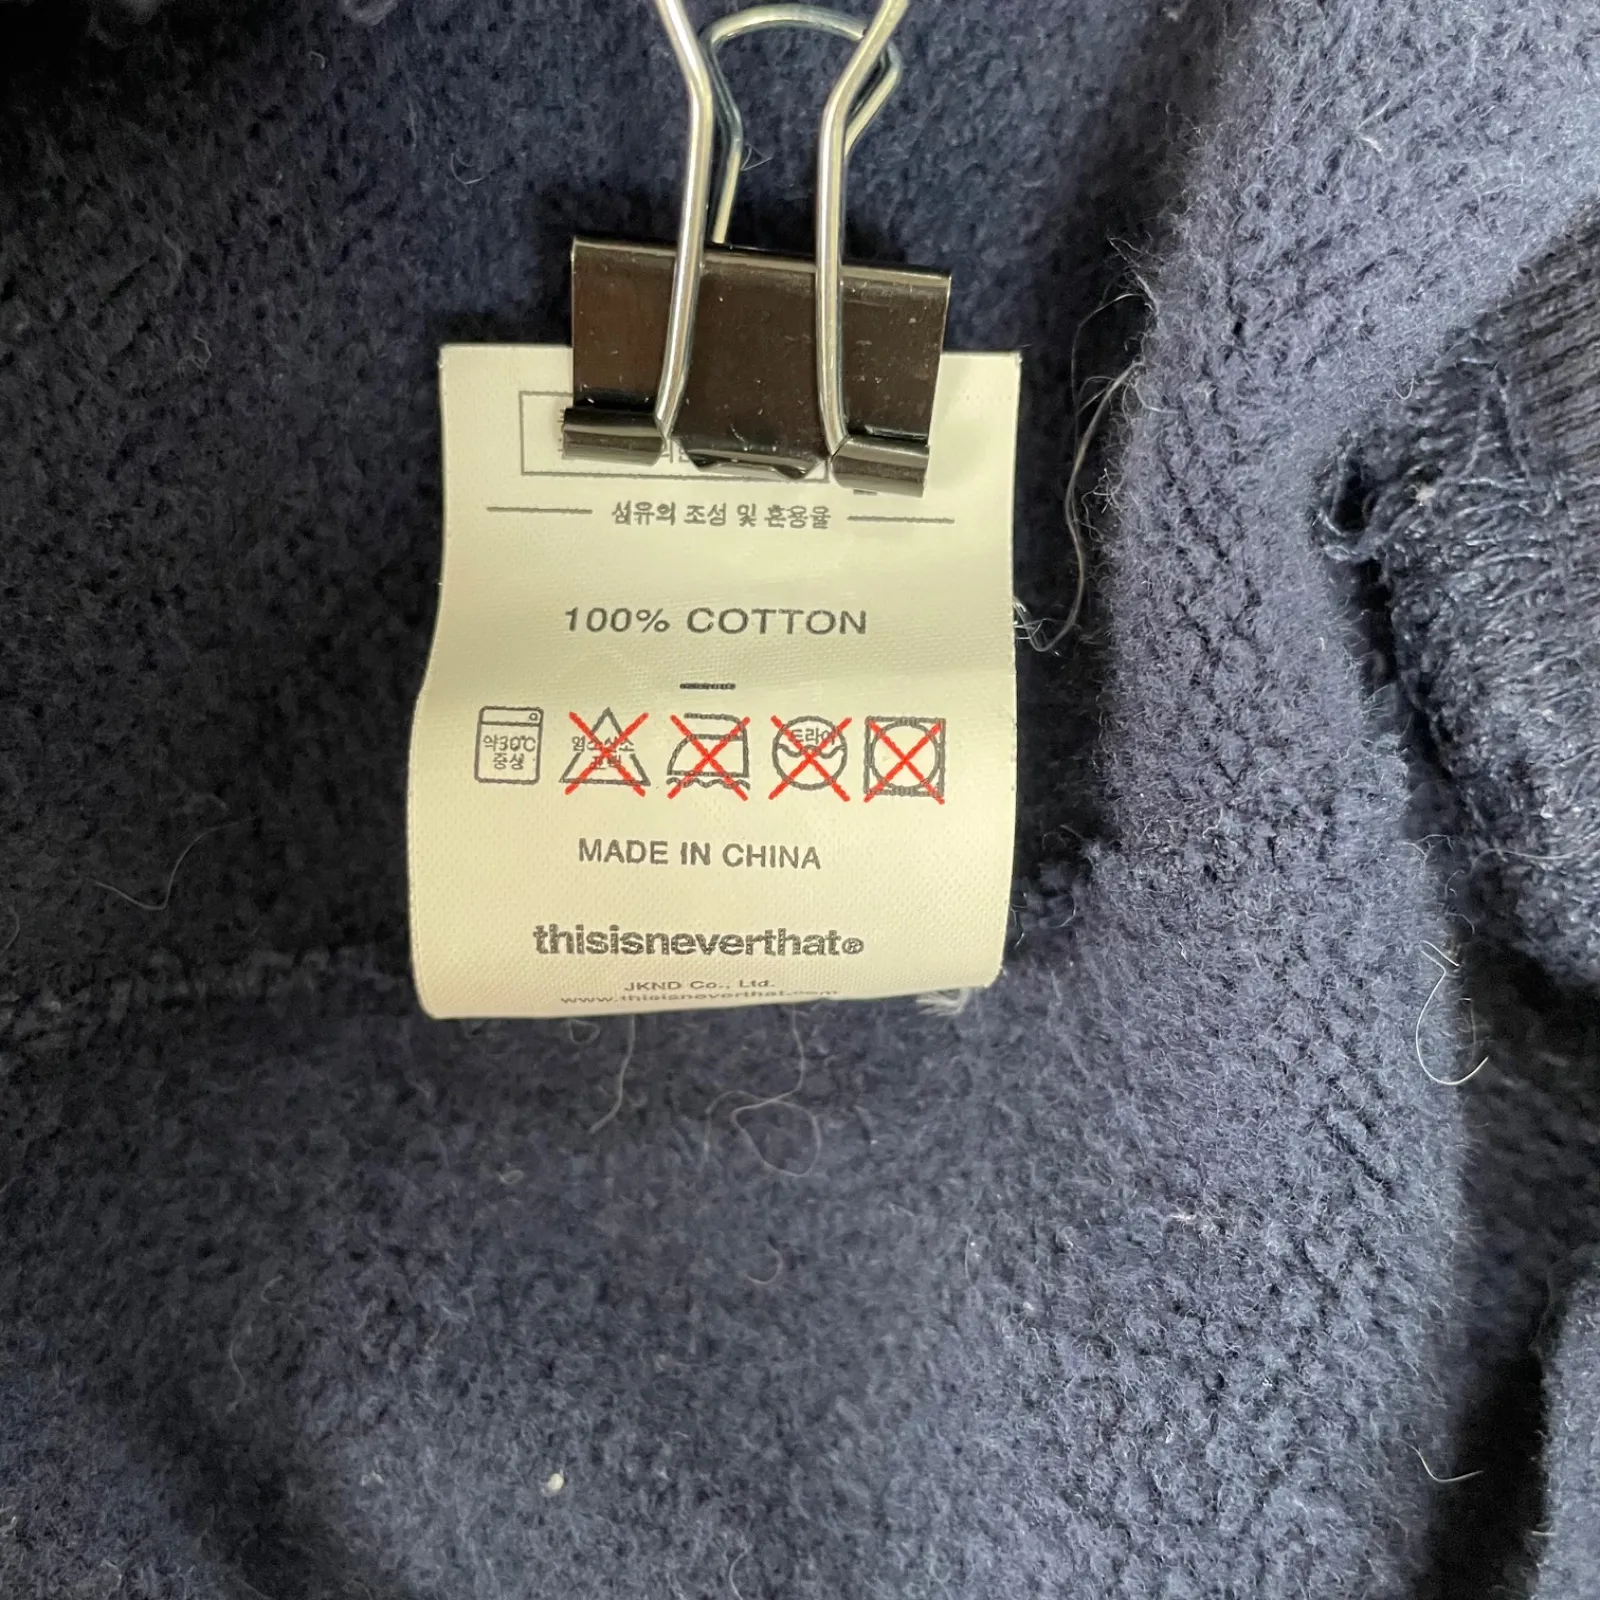 섬유의 조성 및 혼용율
100% COTTON
약30℃
중성
염소산소
표백
드라이
MADE IN CHINA
thisisneverthat®
JKND Co., Ltd.
www.thisisneverthat.com